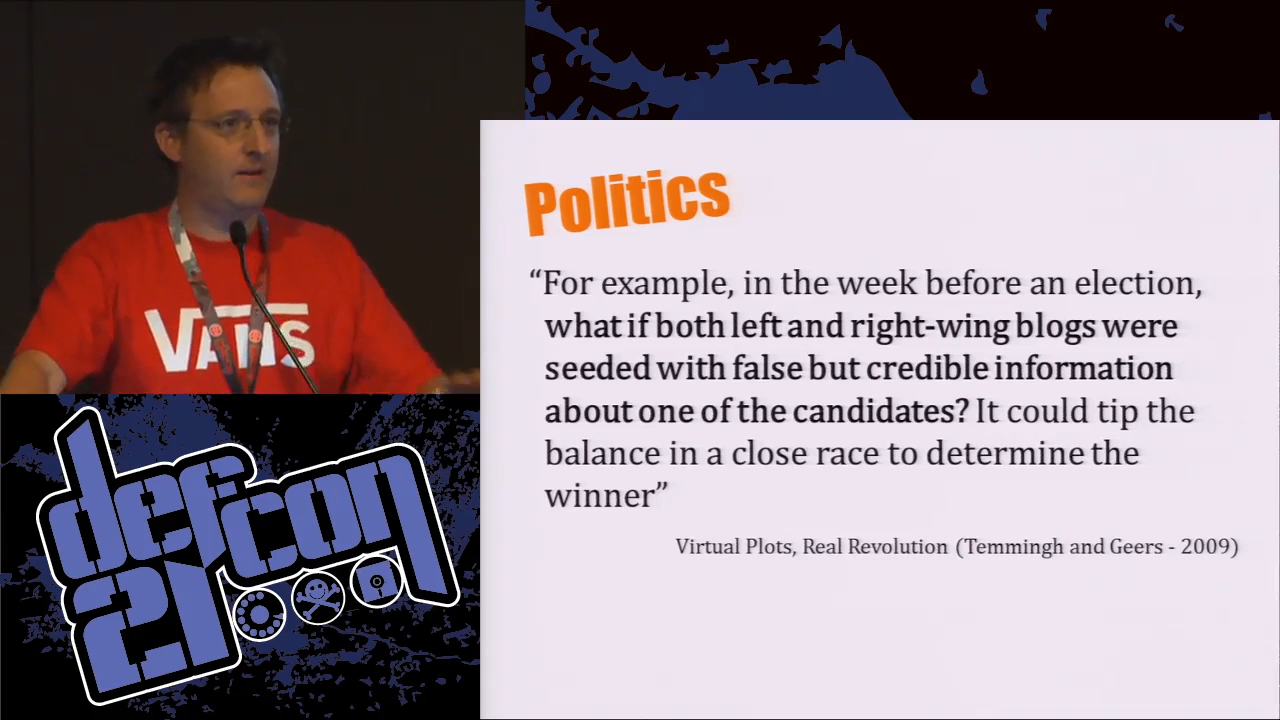 VANS
defcon
21
Politics
“For example, in the week before an election,
what if both left and right-wing blogs were
seeded with false but credible information
about one of the candidates? It could tip the
balance in a close race to determine the
winner”
Virtual Plots, Real Revolution (Temmingh and Geers - 2009)